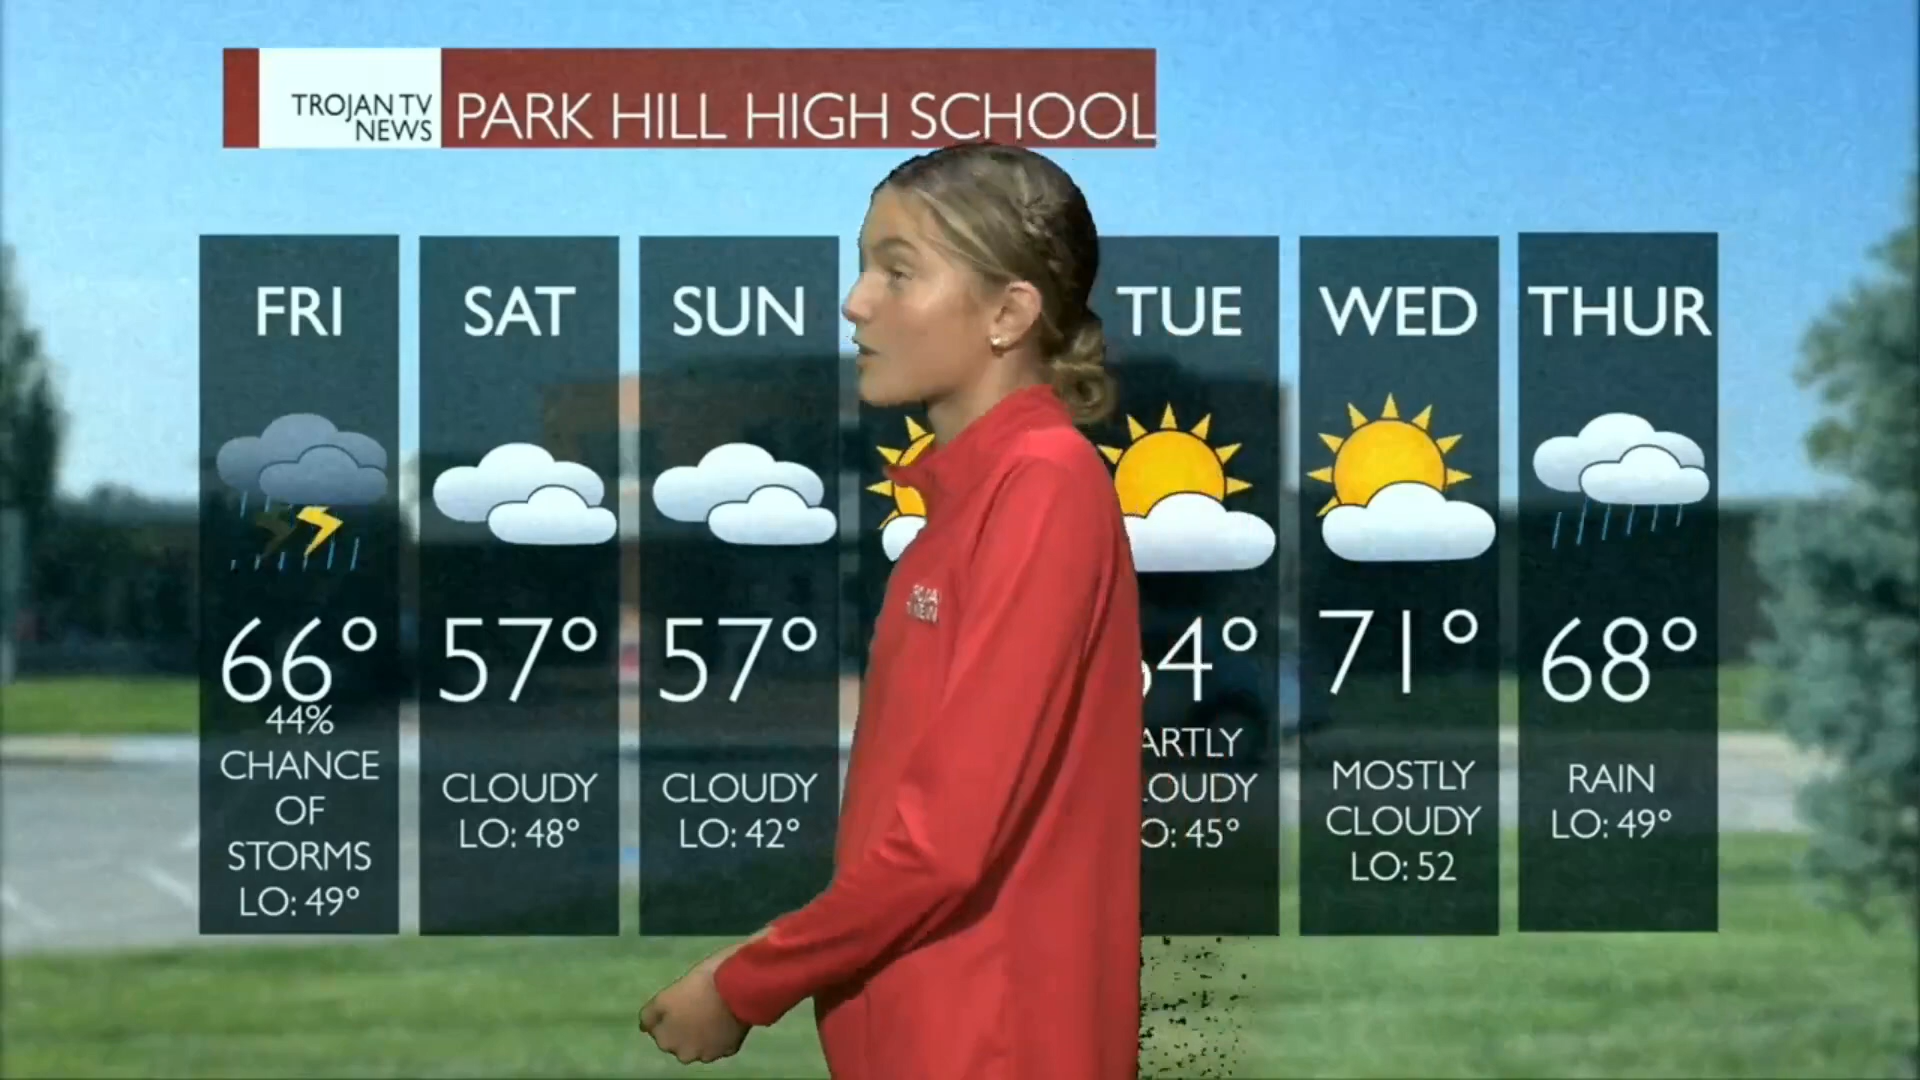 TROJAN TV
NEWS
PARK HILL HIGH SCHOOL
FRI
66°
44%
CHANCE
OF
STORMS
LO: 49°
SAT
57°
CLOUDY
LO: 48°
SUN
57°
CLOUDY
LO: 42°
TUE
4°
ARTLY
LOUDY
O: 45°
WED
71°
MOSTLY
CLOUDY
LO: 52
THUR
68°
RAIN
LO: 49°